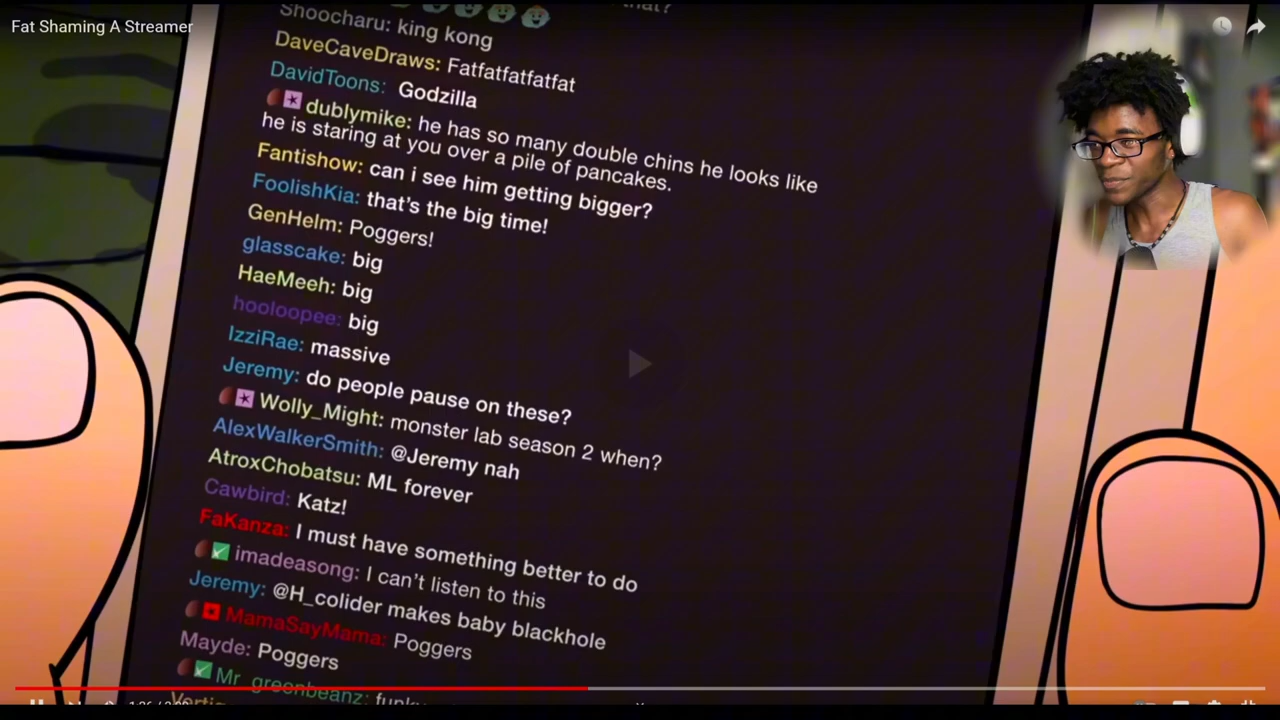 Fat Shaming A Streamer
that?
Shoocharu: king kong
DaveCaveDraws: Fatfatfatfatfat
DavidToons: Godzilla
dublymike: he has so many double chins he looks like
he is staring at you over a pile of pancakes.
Fantishow: can i see him getting bigger?
FoolishKia: that's the big time!
GenHelm: Poggers!
glasscake: big
HaeMeeh: big
hooloopee: big
IzziRae: massive
Jeremy: do people pause on these?
Wolly_Might: monster lab season 2 when?
AlexWalkerSmith: @Jeremy nah
AtroxChobatsu: ML forever
Cawbird: Katz!
FaKanza: I must have something better to do
imadeasong: I can't listen to this
Jeremy: @H_colider makes baby blackhole
MamaSayMama: Poggers
Mayde: Poggers
Mr_greenbeanz: funky